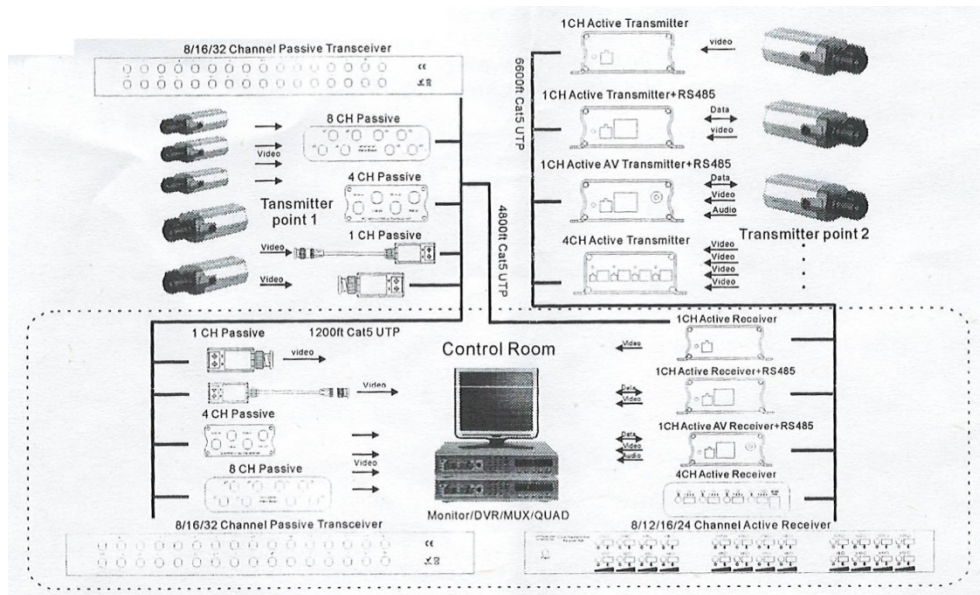 8/16/32 Channel Passive Transceiver
CE
8 CH Passive
Video
4 CH Passive
Tansmitter
point 1
1 CH Passive
Video
Video
4800ft Cat5 UTP
6600ft Cat5 UTP
1CH Active Transmitter
video
1CH Active Transmitter+RS485
Data
video
1CH Active AV Transmitter+RS485
Data
Video
Audio
Transmitter point 2
4CH Active Transmitter
Video
Video
Video
Video
1 CH Passive
1200ft Cat5 UTP
video
Video
4 CH Passive
Video
8 CH Passive
8/16/32 Channel Passive Transceiver
CE
Control Room
Monitor/DVR/MUX/QUAD
1CH Active Receiver
Video
1CH Active Receiver+RS485
Data
Video
1CH Active AV Receiver+RS485
Data
Video
Audio
4CH Active Receiver
8/12/16/24 Channel Active Receiver